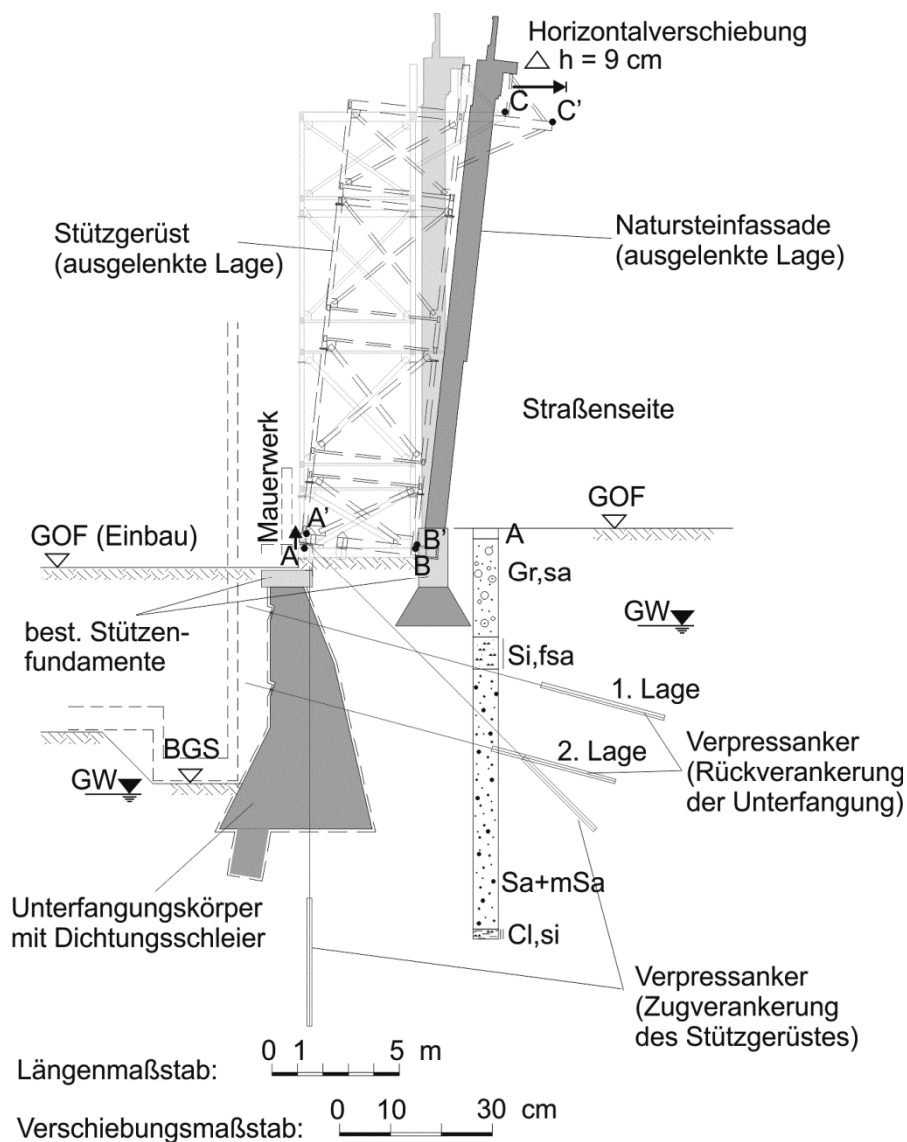 Horizontalverschiebung
△ h = 9 cm
C
C'
Stützgerüst
(ausgelenkte Lage)
Natursteinfassade
(ausgelenkte Lage)
Straßenseite
Mauerwerk
GOF
GOF (Einbau)
A'
A
B'
B
A
Gr,sa
GW
best. Stützen-
fundamente
Si,fsa
1. Lage
2. Lage
BGS
GW
Verpressanker
(Rückverankerung
der Unterfangung)
Sa+mSa
Unterfangungskörper
mit Dichtungsschleier
Cl,si
Verpressanker
(Zugverankerung
des Stützgerüstes)
0 1 5 m
Längenmaßstab:
0 10 30 cm
Verschiebungsmaßstab: